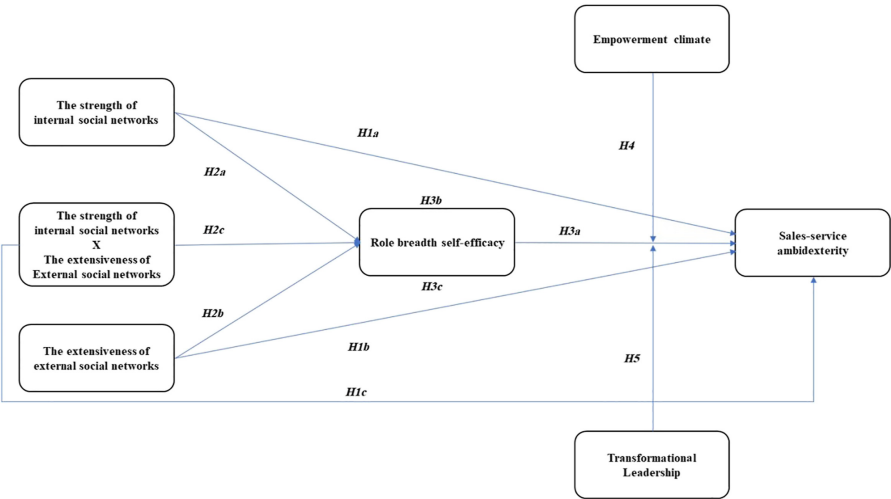 Empowerment climate
The strength of
internal social networks
H1a
H4
H2a
H3b
The strength of
internal social networks
X
The extensiveness of
External social networks
H2c
Role breadth self-efficacy
H3a
Sales-service
ambidexterity
H3c
H2b
The extensiveness of
external social networks
H1b
H5
H1c
Transformational
Leadership